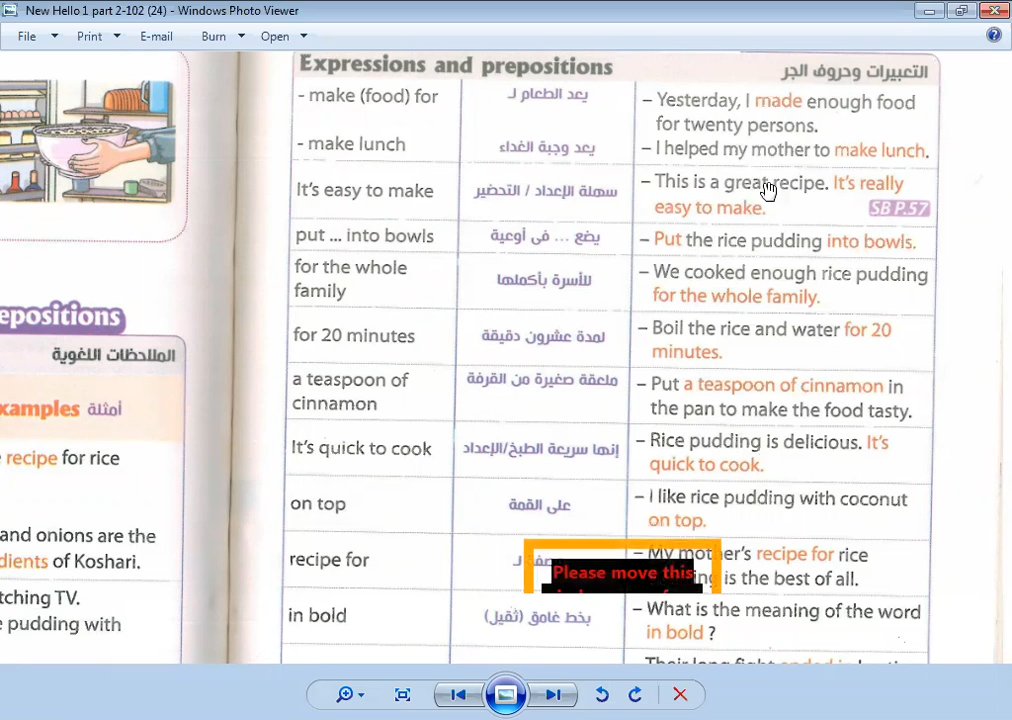 New Hello 1 part 2-102 (24) - Windows Photo Viewer
File Print E-mail Burn Open
Expressions and prepositions التعبيرات وحروف الجر
- make (food) for يعد الطعام لـ – Yesterday, I made enough food
for twenty persons.
- make lunch يعد وجبة الغداء – I helped my mother to make lunch.
It's easy to make سهلة الإعداد / التحضير – This is a great recipe. It's really
easy to make. SB P.57
put ... into bowls يضع ... فى أوعية – Put the rice pudding into bowls.
for the whole
family للأسرة بأكملها – We cooked enough rice pudding
for the whole family.
for 20 minutes لمدة عشرون دقيقة – Boil the rice and water for 20
minutes.
a teaspoon of
cinnamon ملعقة صغيرة من القرفة – Put a teaspoon of cinnamon in
the pan to make the food tasty.
It's quick to cook إنها سريعة الطبخ/الإعداد – Rice pudding is delicious. It's
quick to cook.
on top على القمة – I like rice pudding with coconut
on top.
recipe for لـ – My mother's recipe for rice
is the best of all.
Please move this
in bold بخط غامق (ثقيل) – What is the meaning of the word
in bold ?
epositions
الملاحظات اللغوية
xamples أمثلة
recipe for rice
and onions are the
dients of Koshari.
tching TV.
e pudding with